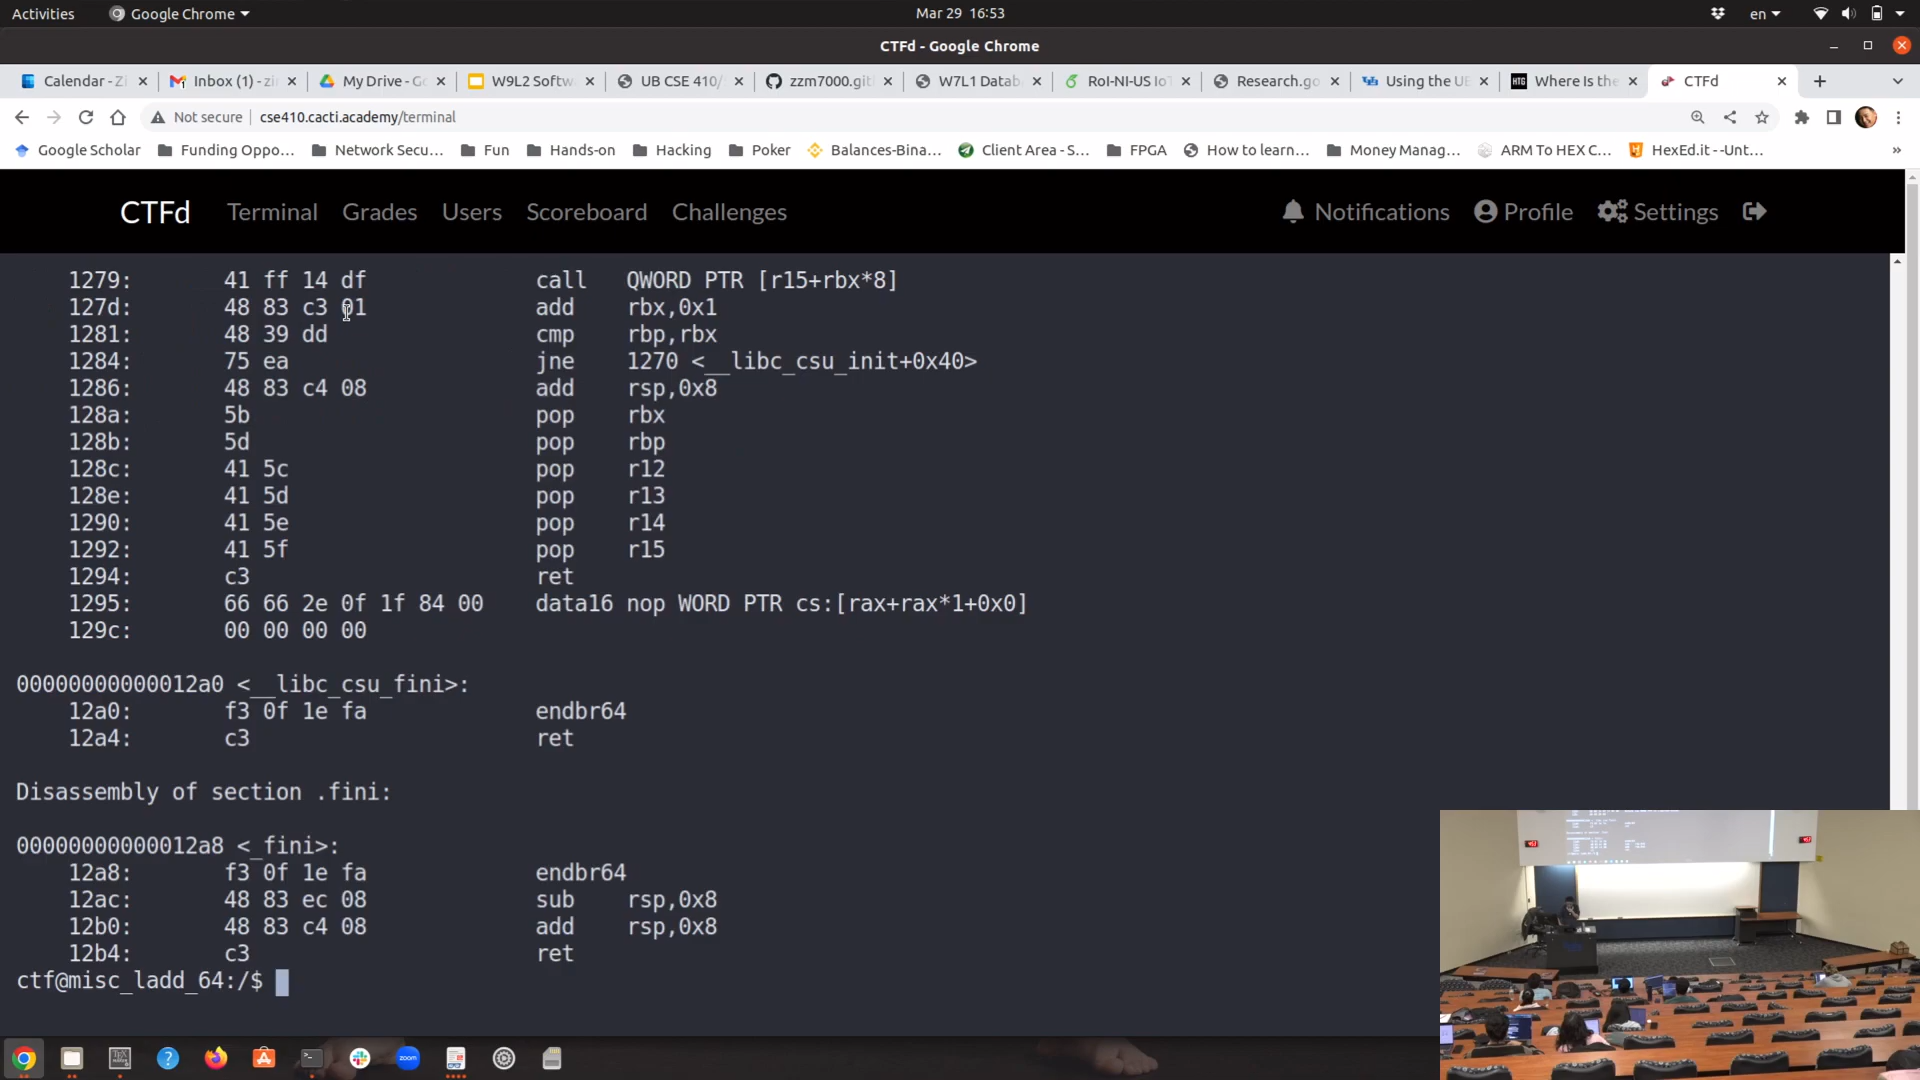 Activities Google Chrome Mar 29 16:53 en
CTFd - Google Chrome
Calendar - Z Inbox (1) - zi My Drive - G W9L2 Softw UB CSE 410/ zzm7000.git W7L1 Datab RoI-NI-US IoT Research.go Using the UB Where Is the CTFd
Not secure cse410.cacti.academy/terminal
Google Scholar Funding Oppo... Network Secu... Fun Hands-on Hacking Poker Balances-Bina... Client Area - S... FPGA How to learn... Money Manag... ARM To HEX C... HexEd.it --Unt... »
CTFd Terminal Grades Users Scoreboard Challenges Notifications Profile Settings
1279: 41 ff 14 df call QWORD PTR [r15+rbx*8]
127d: 48 83 c3 01 add rbx,0x1
1281: 48 39 dd cmp rbp,rbx
1284: 75 ea jne 1270 <__libc_csu_init+0x40>
1286: 48 83 c4 08 add rsp,0x8
128a: 5b pop rbx
128b: 5d pop rbp
128c: 41 5c pop r12
128e: 41 5d pop r13
1290: 41 5e pop r14
1292: 41 5f pop r15
1294: c3 ret
1295: 66 66 2e 0f 1f 84 00 data16 nop WORD PTR cs:[rax+rax*1+0x0]
129c: 00 00 00 00
00000000000012a0 <__libc_csu_fini>:
12a0: f3 0f 1e fa endbr64
12a4: c3 ret
Disassembly of section .fini:
00000000000012a8 <_fini>:
12a8: f3 0f 1e fa endbr64
12ac: 48 83 ec 08 sub rsp,0x8
12b0: 48 83 c4 08 add rsp,0x8
12b4: c3 ret
ctf@misc_ladd_64:/$
zoom